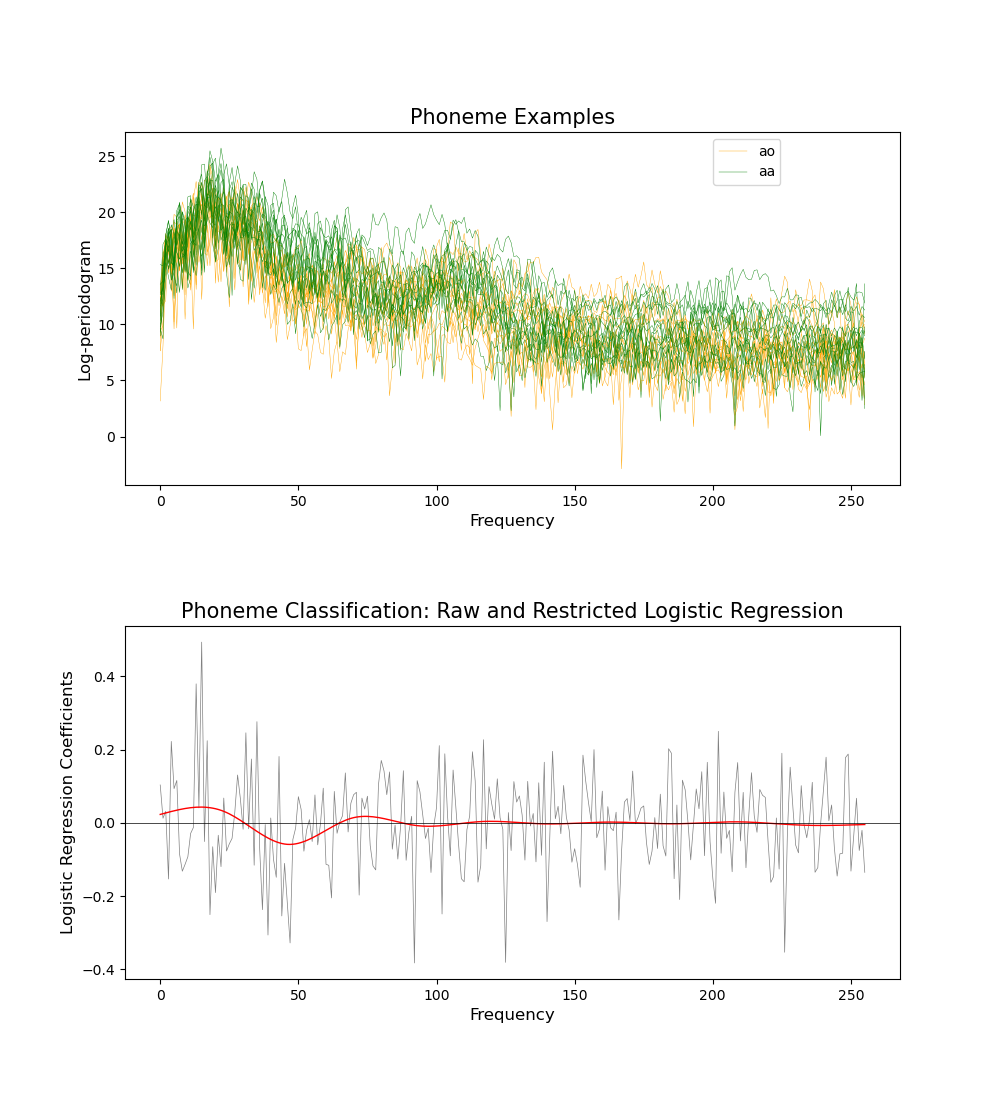 Phoneme Examples
25
20
15
10
5
0
Log-periodogram
ao
aa
0 50 100 150 200 250
Frequency
Phoneme Classification: Raw and Restricted Logistic Regression
0.4
0.2
0.0
−0.2
−0.4
Logistic Regression Coefficients
0 50 100 150 200 250
Frequency